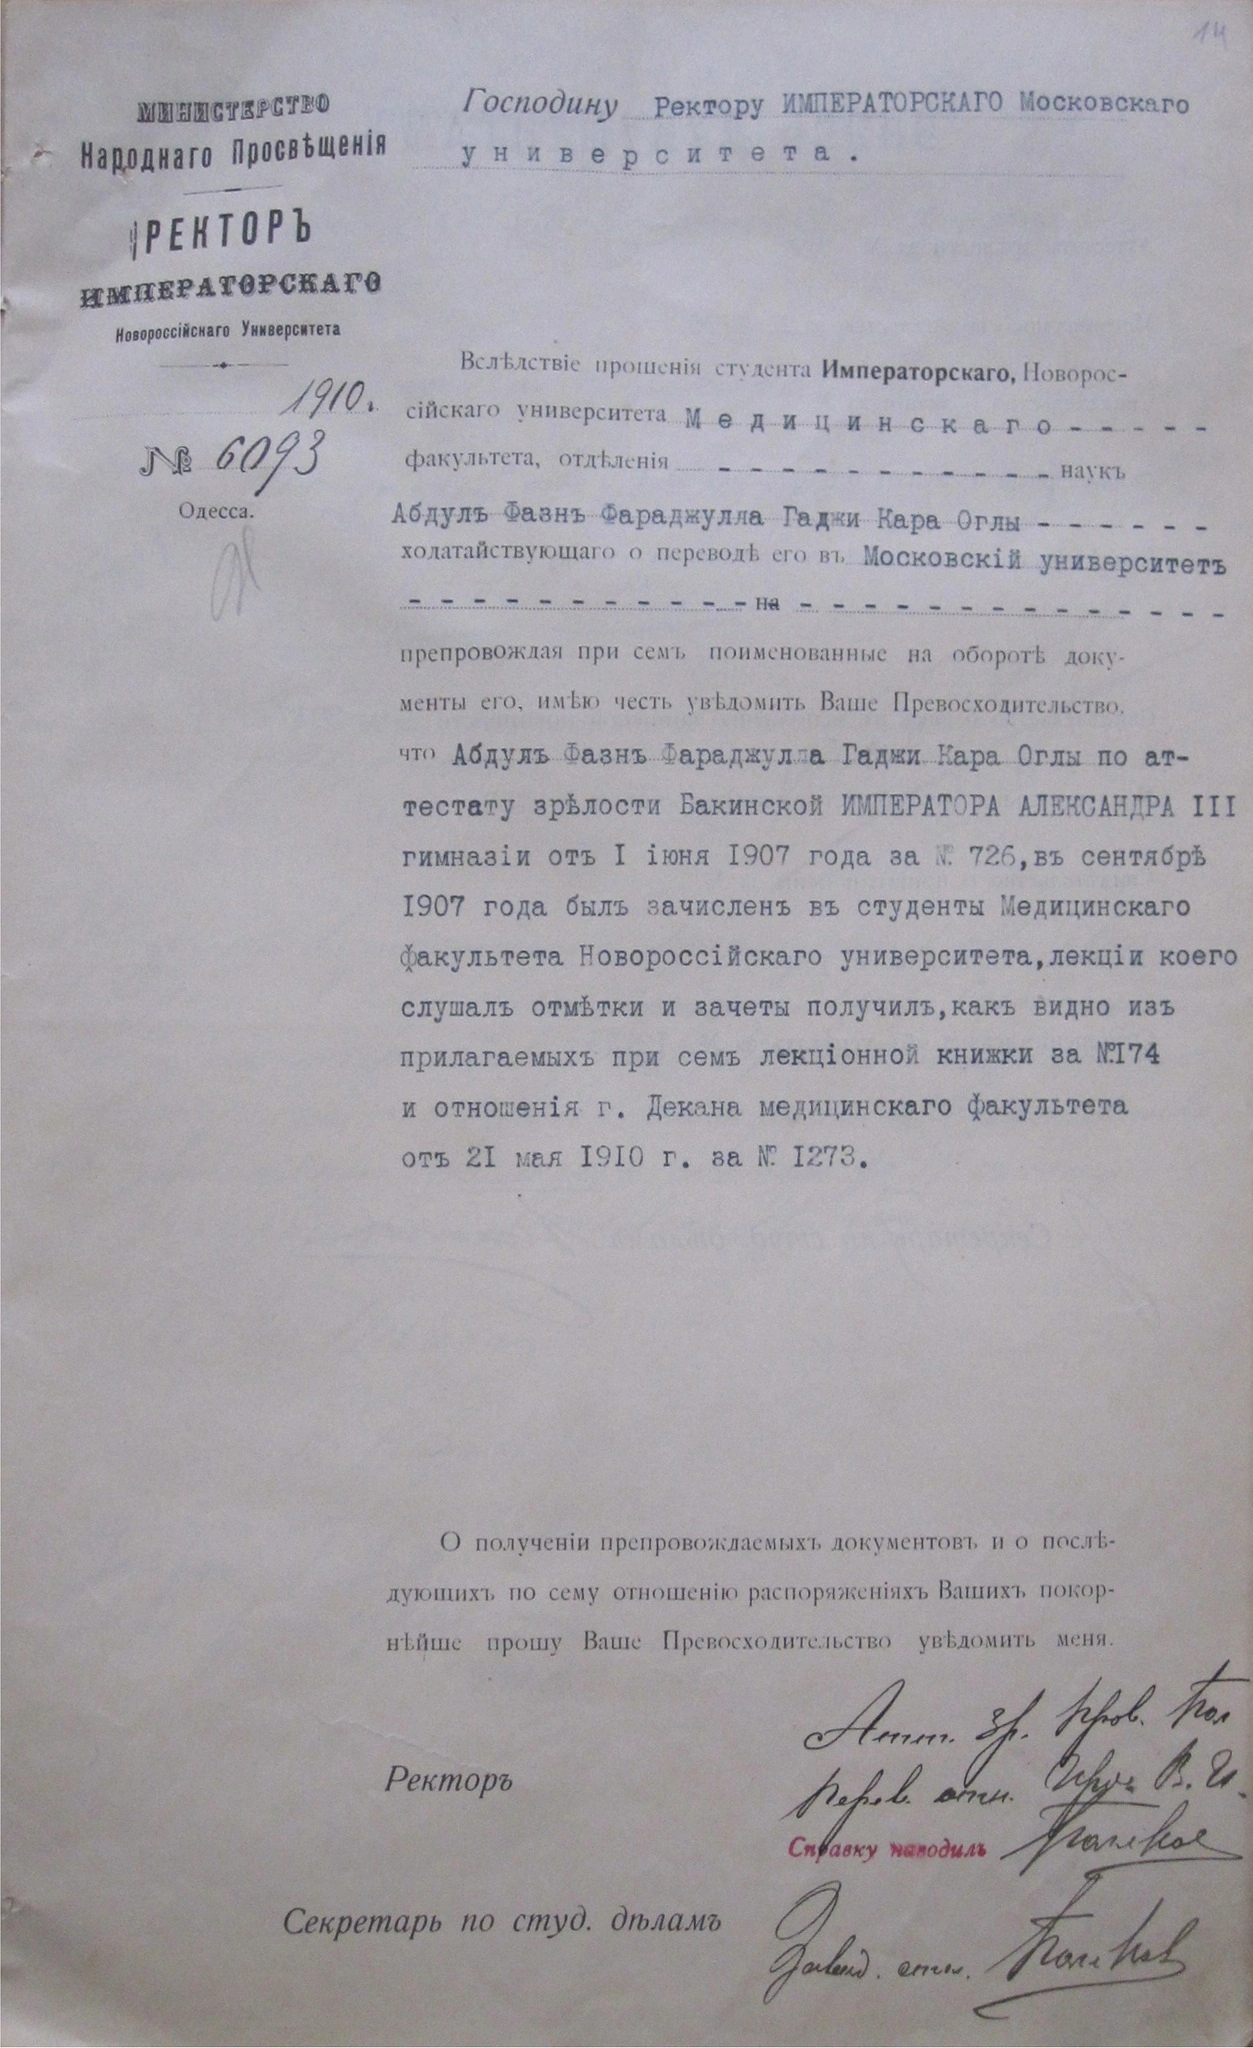 14
МИНИСТЕРСТВО
Народнаго Просвѣщенія
РЕКТОРЪ
ИМПЕРАТОРСКАГО
Новороссійскаго Университета
1910.
№ 6093
Одесса.
Господину Ректору ИМПЕРАТОРСКАГО Московскаго
университета.
Вслѣдствіе прошенія студента Императорскаго, Новорос-
сійскаго университета Медицинскаго - - - - -
факультета, отдѣленія - - - - - - - - - - - наукъ
Абдулъ Фазнъ Фараджулла Гаджи Кара Оглы - - - - - -
ходатайствующаго о переводѣ его въ Московскій университетъ
- - - - - - - - - - - на - - - - - - - - - - - - -
препровождая при семъ поименованные на оборотѣ доку-
менты его, имѣю честь увѣдомить Ваше Превосходительство,
что Абдулъ Фазнъ Фараджулла Гаджи Кара Оглы по ат-
тестату зрѣлости Бакинской ИМПЕРАТОРА АЛЕКСАНДРА III
гимназіи отъ I іюня 1907 года за № 726,въ сентябрѣ
1907 года былъ зачисленъ въ студенты Медицинскаго
факультета Новороссійскаго университета,лекціи коего
слушалъ отмѣтки и зачеты получилъ,какъ видно изъ
прилагаемыхъ при семъ лекціонной книжки за №174
и отношенія г. Декана медицинскаго факультета
отъ 21 мая 1910 г. за № 1273.
О полученіи препровождаемыхъ документовъ и о послѣ-
дующихъ по сему отношенію распоряженіяхъ Вашихъ покор-
нѣйше прошу Ваше Превосходительство увѣдомить меня.
Ректоръ
Справку наводилъ
Секретарь по студ. дѣламъ